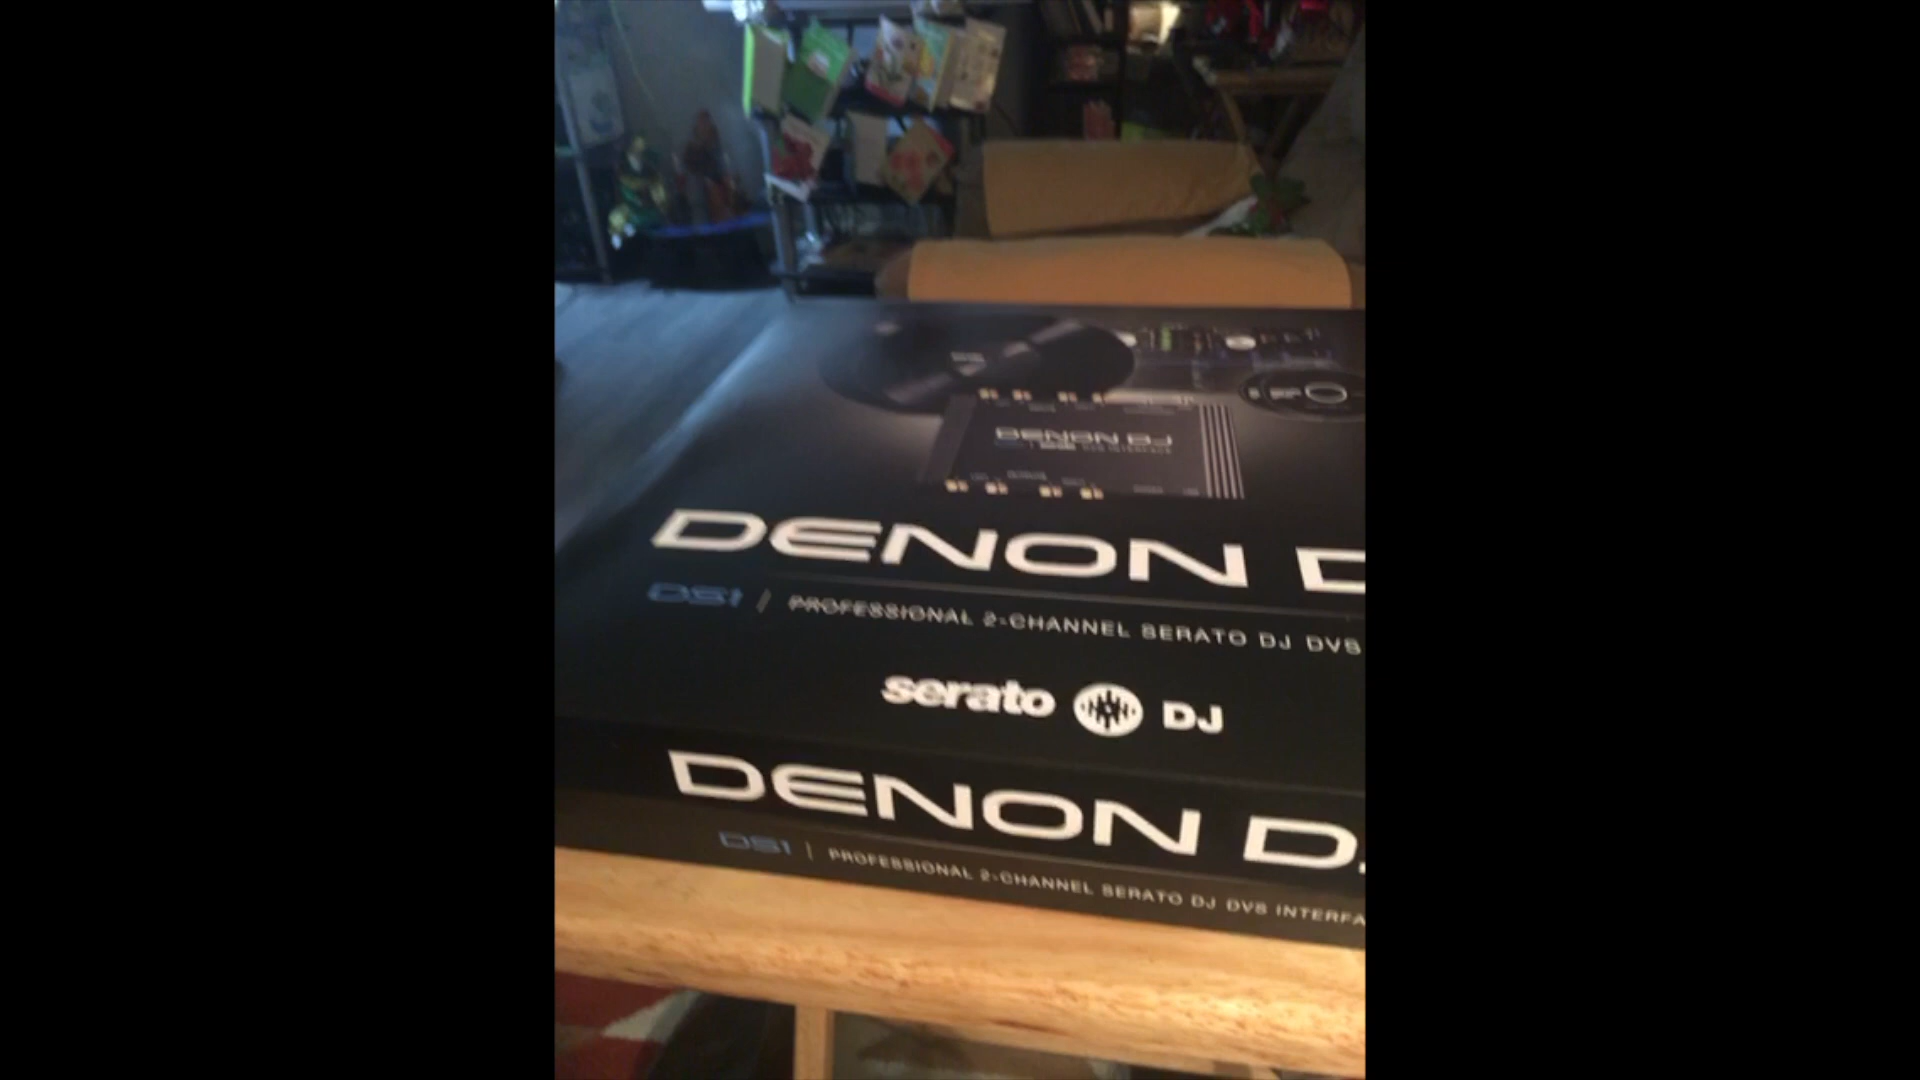 DENON DJ
DENON D
DS1 / PROFESSIONAL 2-CHANNEL SERATO DJ DVS
serato DJ
DENON D
DS1 | PROFESSIONAL 2-CHANNEL SERATO DJ DVS INTERFA